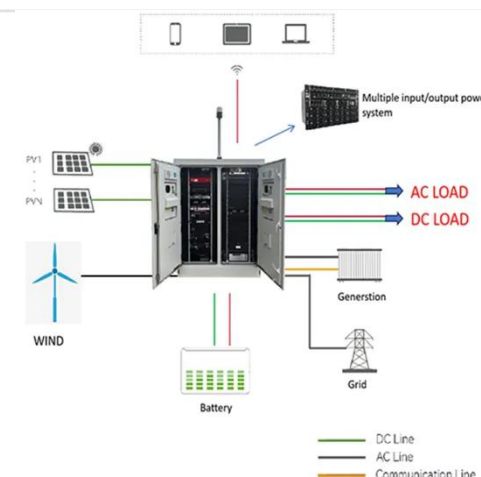 Multiple input/output powe
system
PV1
PVN
AC LOAD
DC LOAD
WIND
Generstion
Grid
Battery
DC Line
AC Line
Communication Line